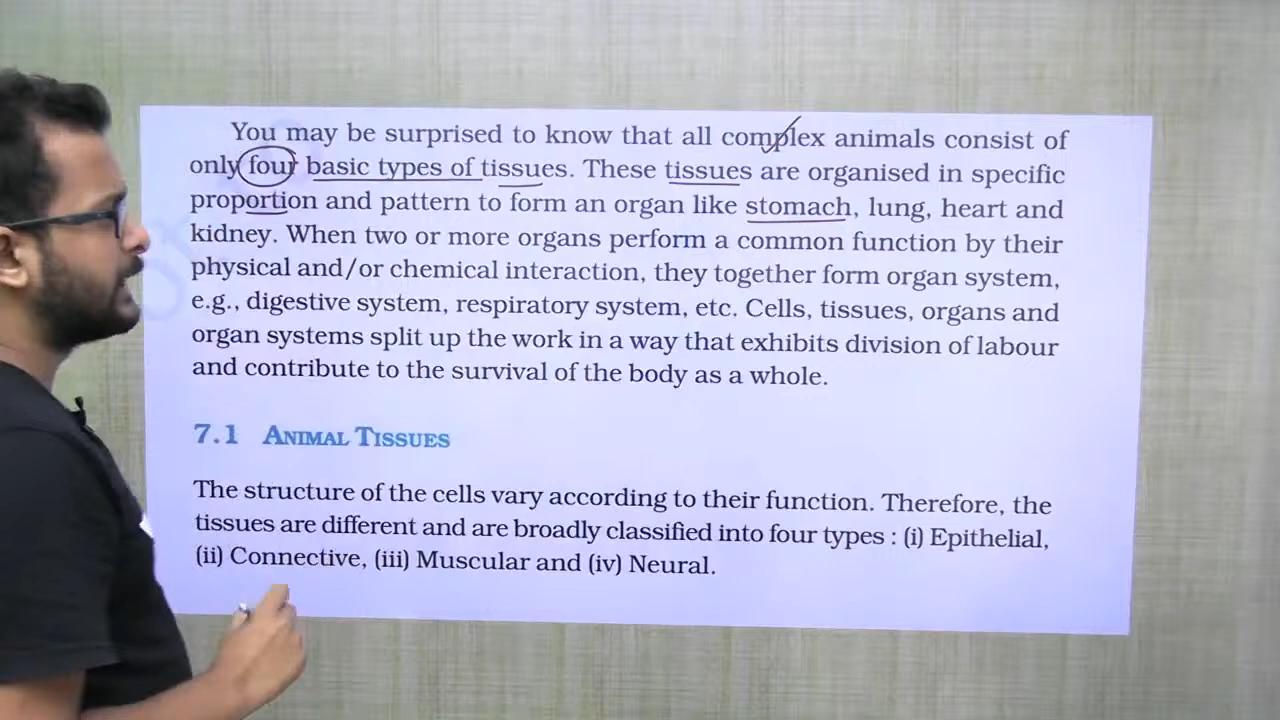 You may be surprised to know that all complex animals consist of
only four basic types of tissues. These tissues are organised in specific
proportion and pattern to form an organ like stomach, lung, heart and
kidney. When two or more organs perform a common function by their
physical and/or chemical interaction, they together form organ system,
e.g., digestive system, respiratory system, etc. Cells, tissues, organs and
organ systems split up the work in a way that exhibits division of labour
and contribute to the survival of the body as a whole.
7.1 ANIMAL TISSUES
The structure of the cells vary according to their function. Therefore, the
tissues are different and are broadly classified into four types : (i) Epithelial,
(ii) Connective, (iii) Muscular and (iv) Neural.